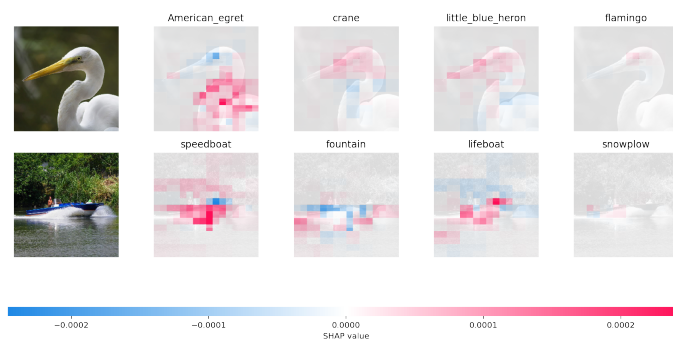 American_egret crane little_blue_heron flamingo
speedboat fountain lifeboat snowplow
−0.0002 −0.0001 0.0000 0.0001 0.0002
SHAP value